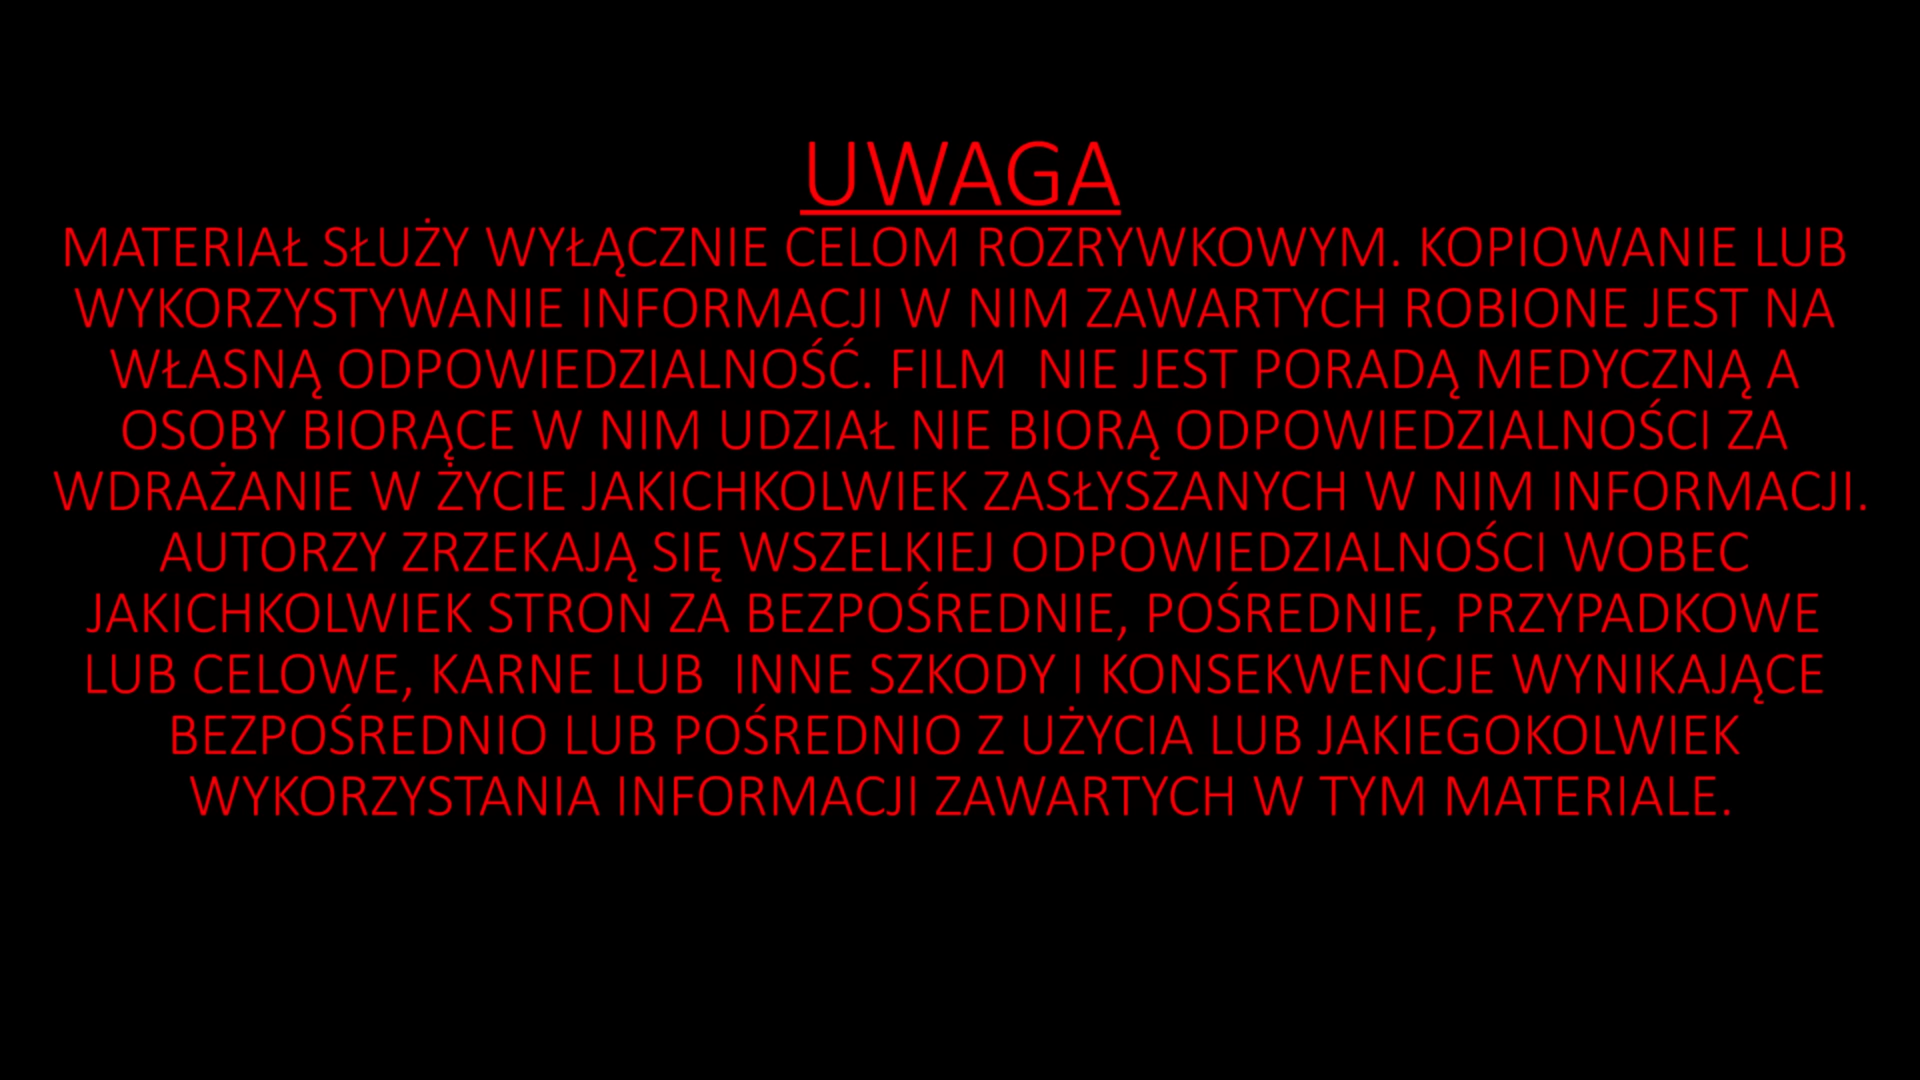 UWAGA
MATERIAŁ SŁUŻY WYŁĄCZNIE CELOM ROZRYWKOWYM. KOPIOWANIE LUB
WYKORZYSTYWANIE INFORMACJI W NIM ZAWARTYCH ROBIONE JEST NA
WŁASNĄ ODPOWIEDZIALNOŚĆ. FILM  NIE JEST PORADĄ MEDYCZNĄ A
OSOBY BIORĄCE W NIM UDZIAŁ NIE BIORĄ ODPOWIEDZIALNOŚCI ZA
WDRAŻANIE W ŻYCIE JAKICHKOLWIEK ZASŁYSZANYCH W NIM INFORMACJI.
AUTORZY ZRZEKAJĄ SIĘ WSZELKIEJ ODPOWIEDZIALNOŚCI WOBEC
JAKICHKOLWIEK STRON ZA BEZPOŚREDNIE, POŚREDNIE, PRZYPADKOWE
LUB CELOWE, KARNE LUB  INNE SZKODY I KONSEKWENCJE WYNIKAJĄCE
BEZPOŚREDNIO LUB POŚREDNIO Z UŻYCIA LUB JAKIEGOKOLWIEK
WYKORZYSTANIA INFORMACJI ZAWARTYCH W TYM MATERIALE.